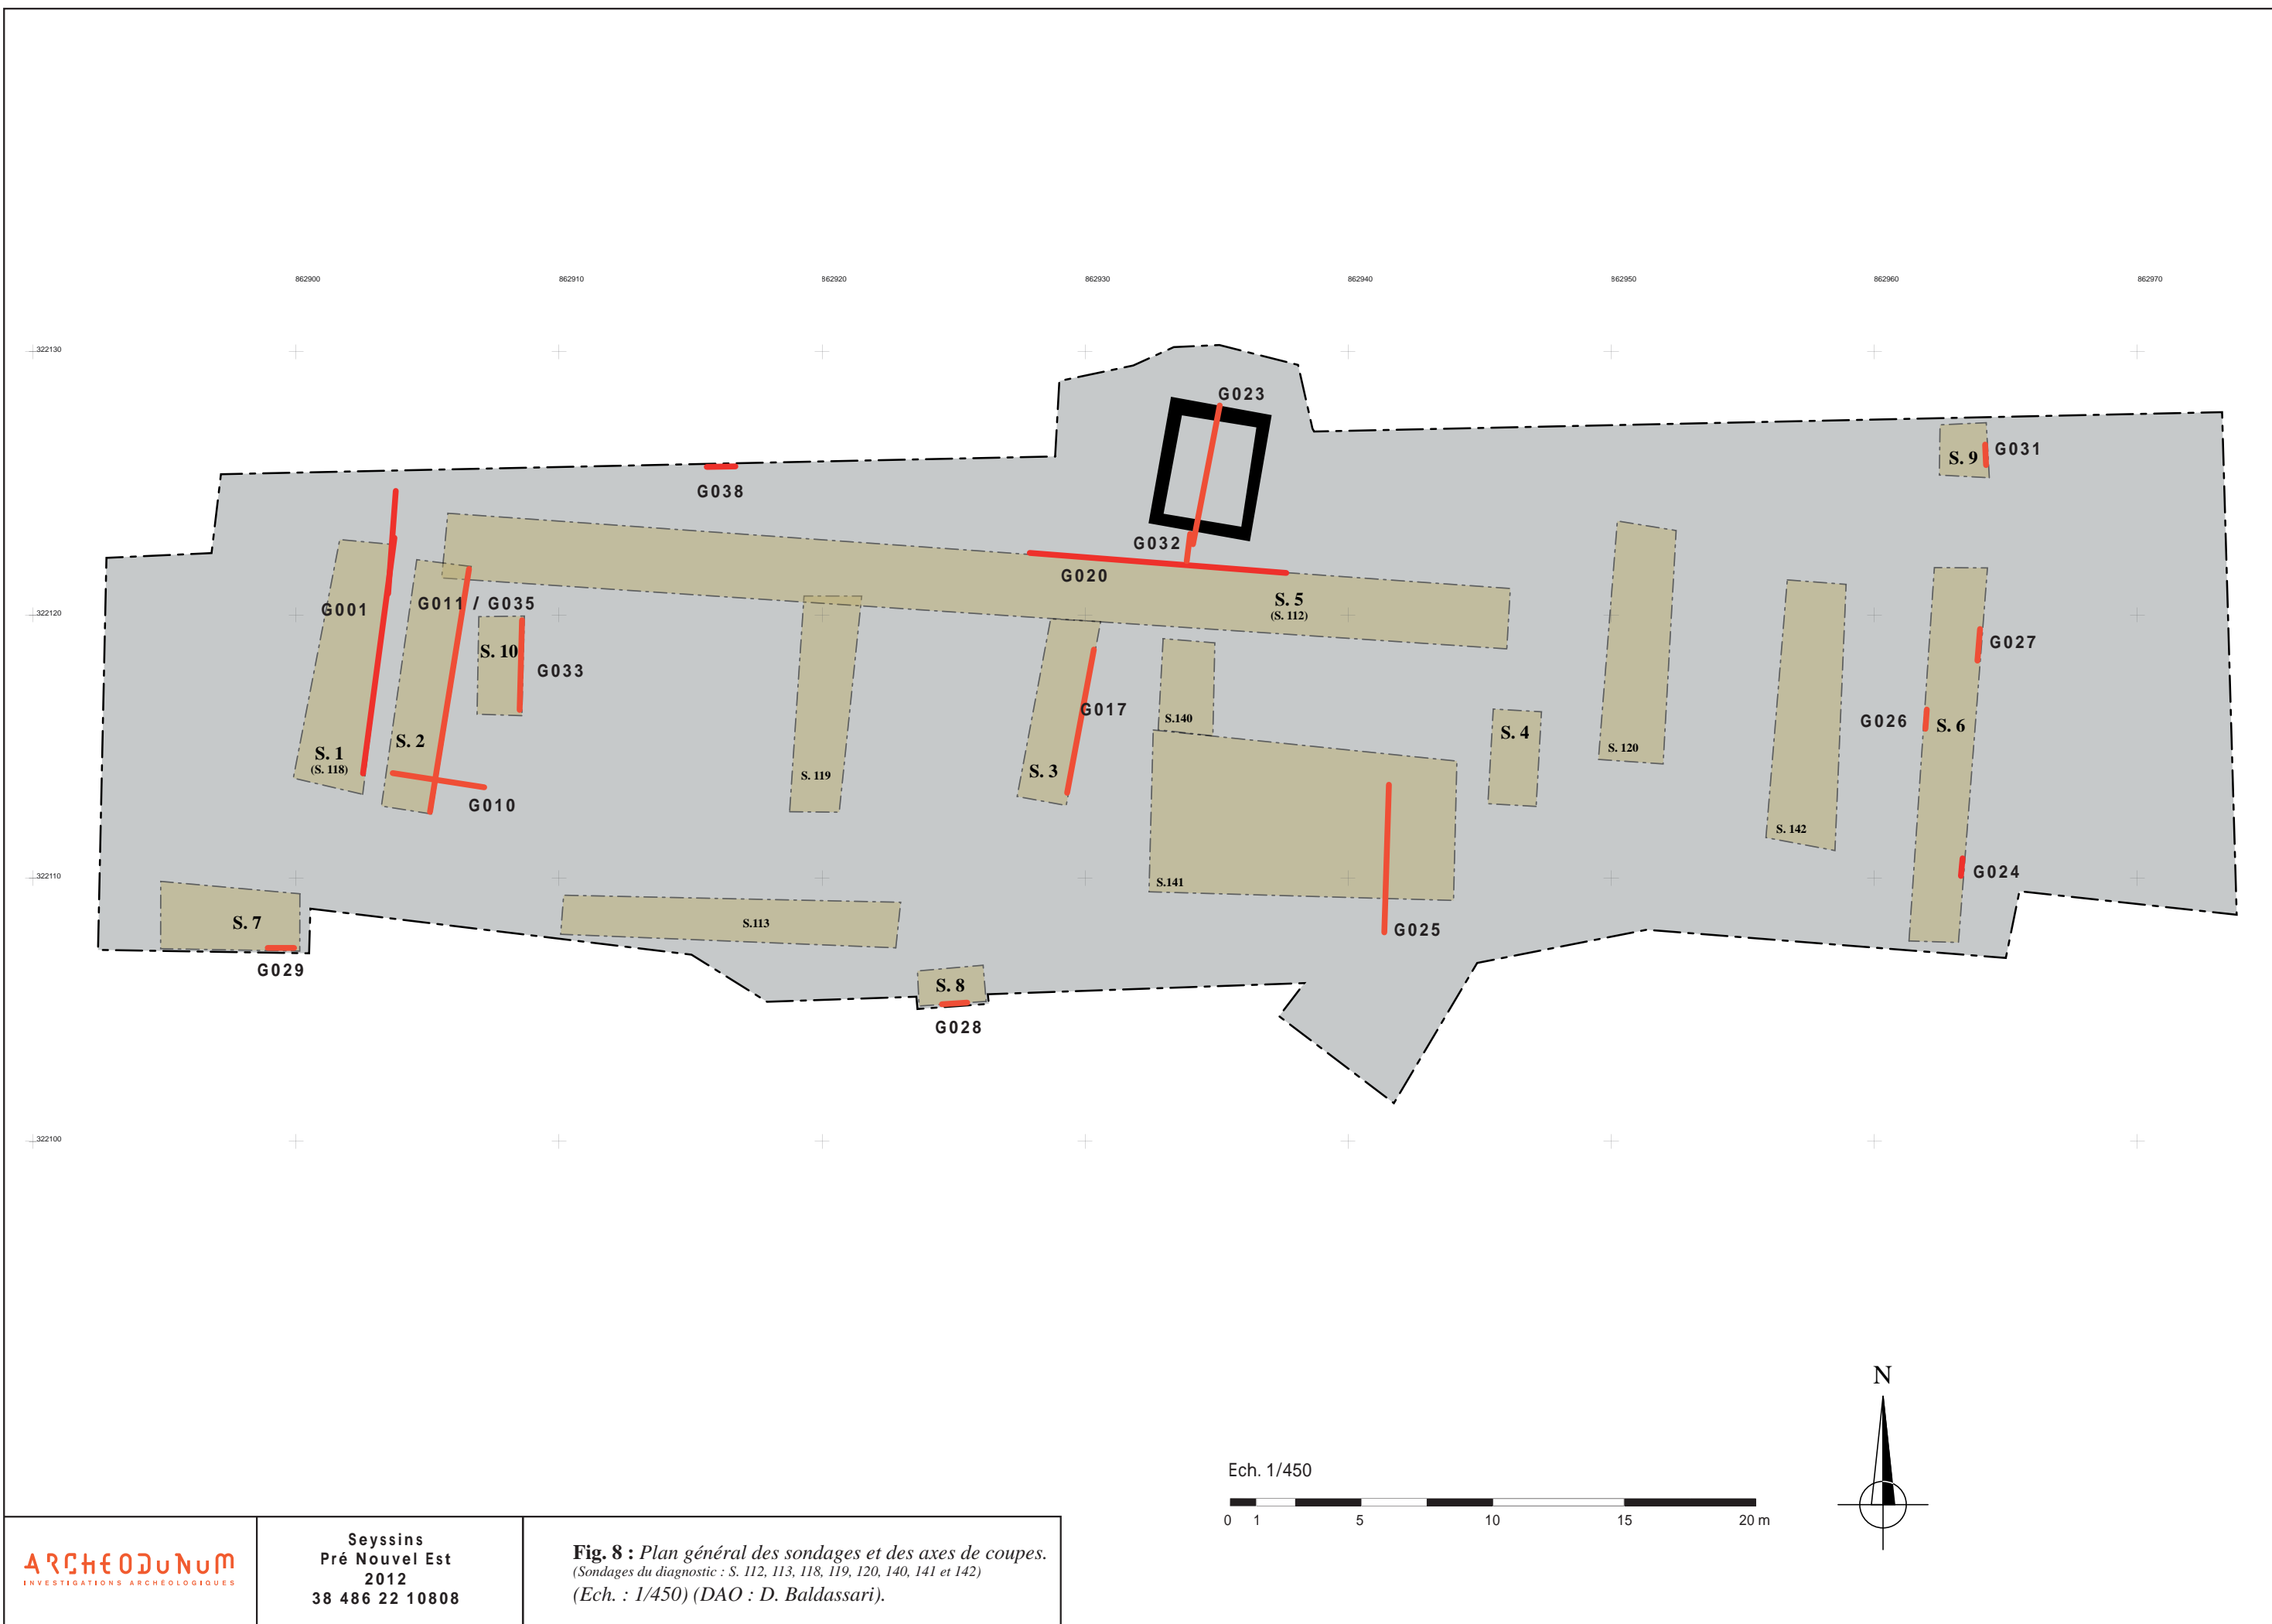 862900 862910 862920 862930 862940 862950 862960 862970
322130
G023
G031
S. 9
G038
G032
G020
S. 5
(S. 112)
G001
G011 / G035
322120
S. 10
G033
G027
G017
S.140
G026
S. 6
S. 4
S. 2
S. 1
(S. 118)
S. 3
S. 119
S. 120
G010
S. 142
322110
G024
S.141
S. 7
S.113
G025
G029
S. 8
G028
322100
N
Ech. 1/450
0 1 5 10 15 20 m
ARCHEODUNUM
INVESTIGATIONS ARCHÉOLOGIQUES
Seyssins
Pré Nouvel Est
2012
38 486 22 10808
Fig. 8 : Plan général des sondages et des axes de coupes.
(Sondages du diagnostic : S. 112, 113, 118, 119, 120, 140, 141 et 142)
(Ech. : 1/450) (DAO : D. Baldassari).